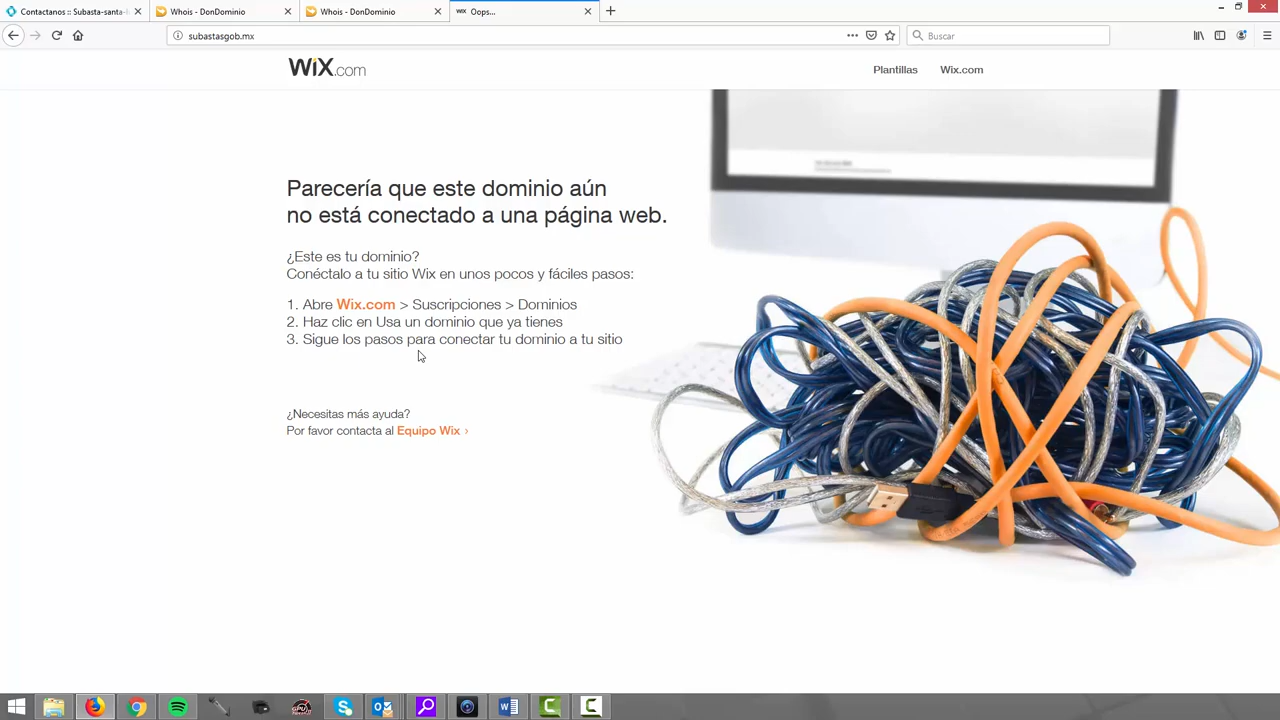 Contactanos :: Subasta-santa-l
Whois - DonDominio
Whois - DonDominio
WiX Oops...
subastasgob.mx
Buscar
WiX.com
Plantillas
Wix.com
Parecería que este dominio aún
no está conectado a una página web.
¿Este es tu dominio?
Conéctalo a tu sitio Wix en unos pocos y fáciles pasos:
1. Abre Wix.com > Suscripciones > Dominios
2. Haz clic en Usa un dominio que ya tienes
3. Sigue los pasos para conectar tu dominio a tu sitio
¿Necesitas más ayuda?
Por favor contacta al Equipo Wix >